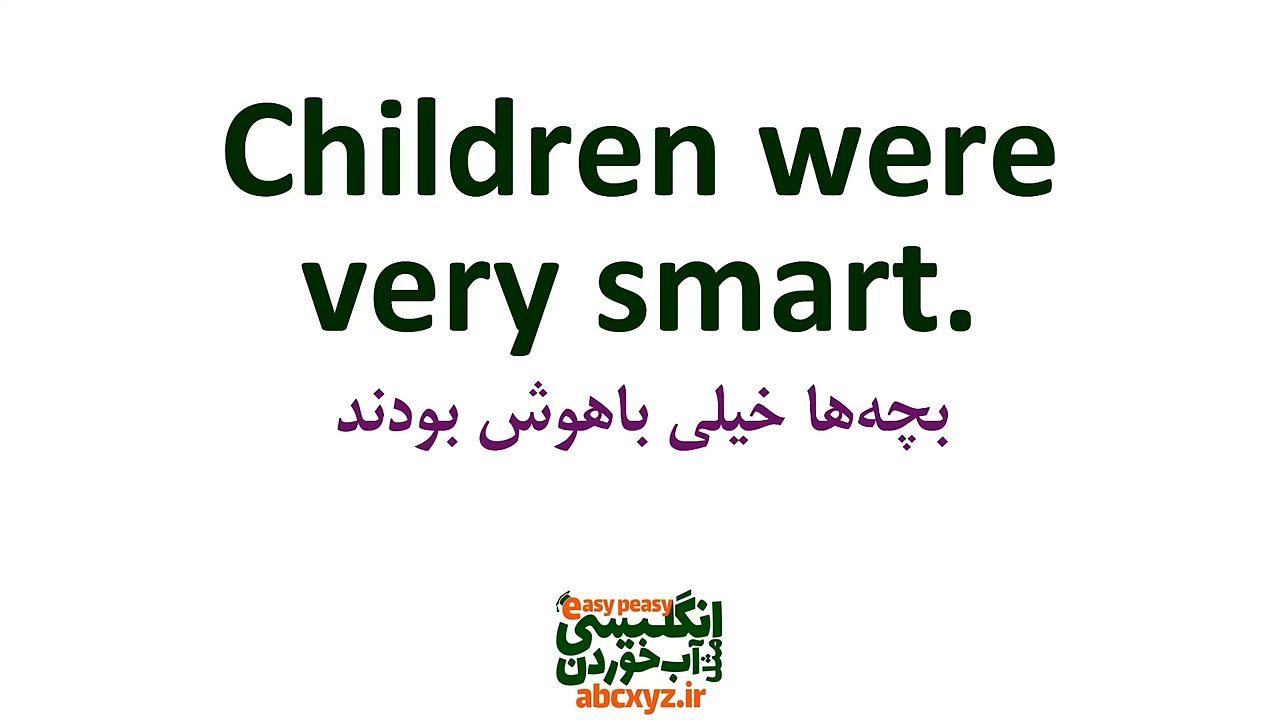 Children were
very smart.
بچه‌ها خیلی باهوش بودند
easy peasy
انگلیسی
مثل آب خوردن
abcxyz.ir